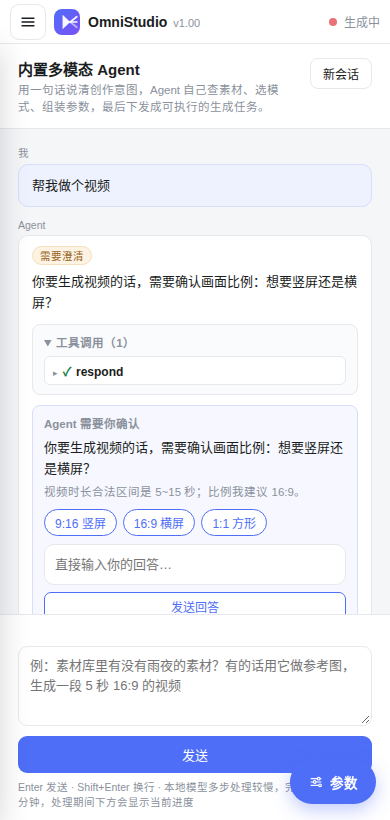 OmniStudio v1.00
生成中
内置多模态 Agent
用一句话说清创作意图，Agent 自己查素材、选模
式、组装参数，最后下发成可执行的生成任务。
新会话
我
帮我做个视频
Agent
需要澄清
你要生成视频的话，需要确认画面比例：想要竖屏还是横
屏？
▼ 工具调用（1）
▸ ✓ respond
Agent 需要你确认
你要生成视频的话，需要确认画面比例：想要竖屏还
是横屏？
视频时长合法区间是 5~15 秒；比例我建议 16:9。
9:16 竖屏
16:9 横屏
1:1 方形
直接输入你的回答…
发送回答
例：素材库里有没有雨夜的素材？有的话用它做参考图，
生成一段 5 秒 16:9 的视频
发送
Enter 发送 · Shift+Enter 换行 · 本地模型多步处理较慢，
分钟，处理期间下方会显示当前进度
参数